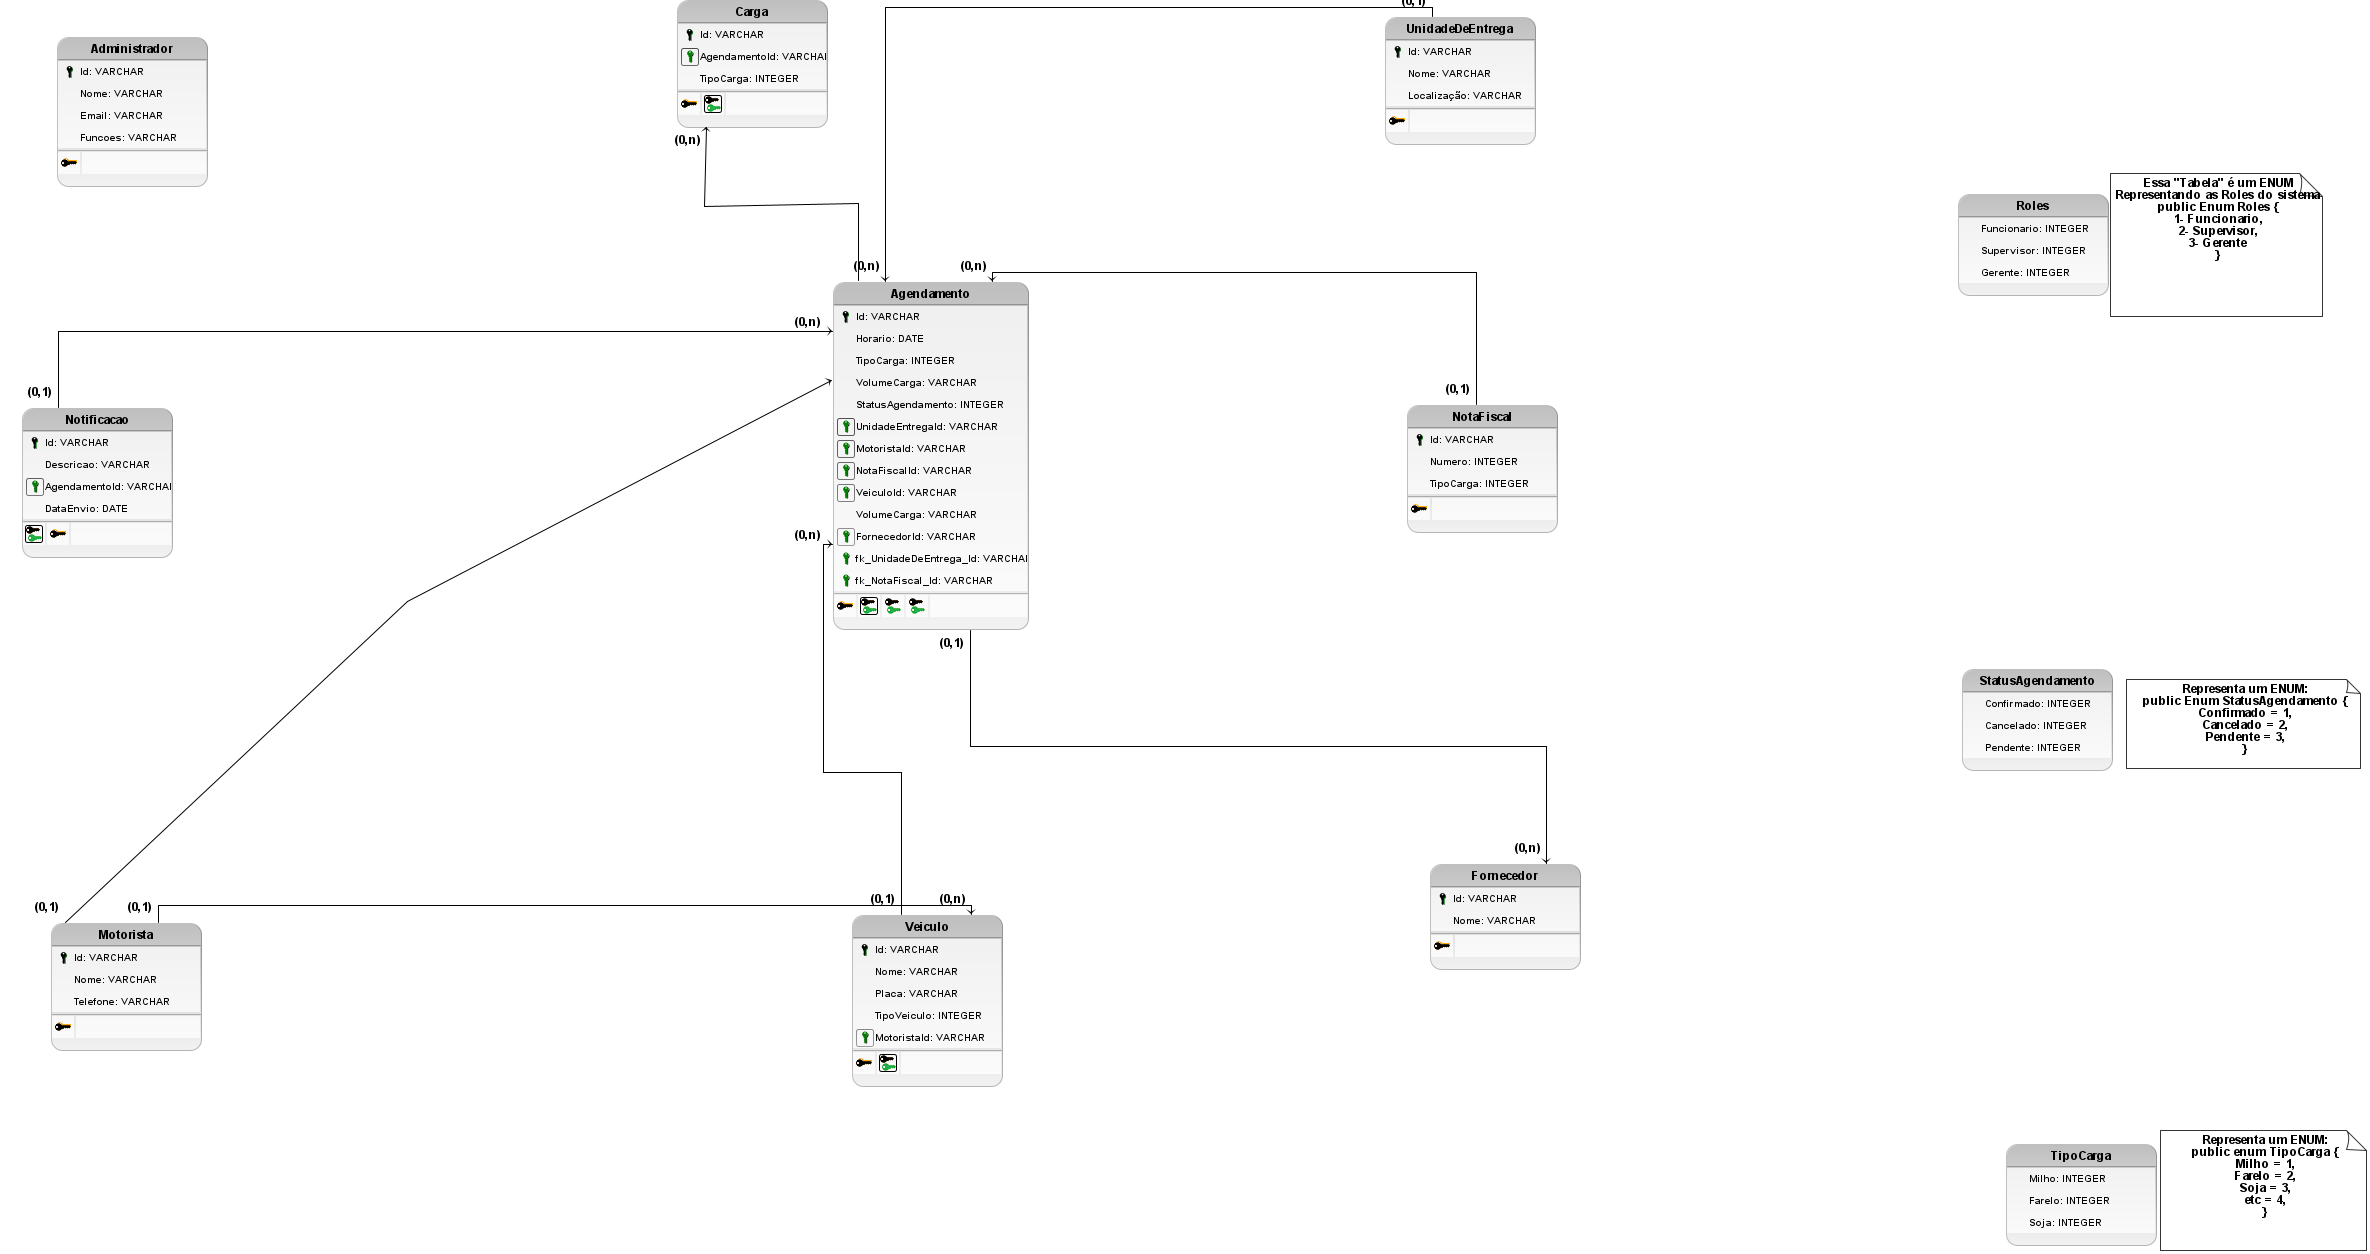 Carga
Id: VARCHAR
AgendamentoId: VARCHAI
TipoCarga: INTEGER
(0,n)
(0,1)
UnidadeDeEntrega
Id: VARCHAR
Nome: VARCHAR
Localização: VARCHAR
Administrador
Id: VARCHAR
Nome: VARCHAR
Email: VARCHAR
Funcoes: VARCHAR
Roles
Funcionario: INTEGER
Supervisor: INTEGER
Gerente: INTEGER
Essa "Tabela" é um ENUM
Representando as Roles do sistema
public Enum Roles {
1- Funcionario,
2- Supervisor,
3- Gerente
}
(0,n)
(0,n)
(0,n)
Agendamento
Id: VARCHAR
Horario: DATE
TipoCarga: INTEGER
VolumeCarga: VARCHAR
StatusAgendamento: INTEGER
UnidadeEntregaId: VARCHAR
MotoristaId: VARCHAR
NotaFiscalId: VARCHAR
VeiculoId: VARCHAR
VolumeCarga: VARCHAR
FornecedorId: VARCHAR
fk_UnidadeDeEntrega_Id: VARCHAI
fk_NotaFiscal_Id: VARCHAR
(0,n)
(0,1)
(0,1)
Notificacao
Id: VARCHAR
Descricao: VARCHAR
AgendamentoId: VARCHAI
DataEnvio: DATE
(0,1)
NotaFiscal
Id: VARCHAR
Numero: INTEGER
TipoCarga: INTEGER
StatusAgendamento
Confirmado: INTEGER
Cancelado: INTEGER
Pendente: INTEGER
Representa um ENUM:
public Enum StatusAgendamento {
Confirmado = 1,
Cancelado = 2,
Pendente = 3,
}
(0,n)
Fornecedor
Id: VARCHAR
Nome: VARCHAR
(0,1)
(0,1)
Motorista
Id: VARCHAR
Nome: VARCHAR
Telefone: VARCHAR
(0,1)
(0,n)
Veiculo
Id: VARCHAR
Nome: VARCHAR
Placa: VARCHAR
TipoVeiculo: INTEGER
MotoristaId: VARCHAR
TipoCarga
Milho: INTEGER
Farelo: INTEGER
Soja: INTEGER
Representa um ENUM:
public enum TipoCarga {
Milho = 1,
Farelo = 2,
Soja = 3,
etc = 4,
}